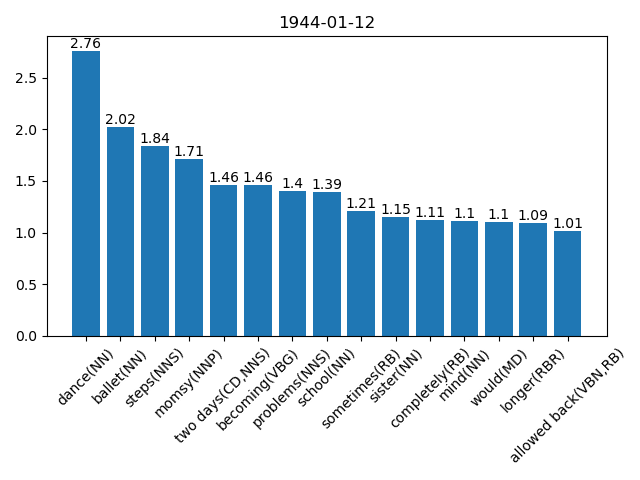 1944-01-12
2.76
2.02
1.84
1.71
1.46
1.46
1.4
1.39
1.21
1.15
1.11
1.1
1.1
1.09
1.01
2.5
2.0
1.5
1.0
0.5
0.0
dance(NN)
ballet(NN)
steps(NNS)
momsy(NNP)
two days(CD,NNS)
becoming(VBG)
problems(NNS)
school(NN)
sometimes(RB)
sister(NN)
completely(RB)
mind(NN)
would(MD)
longer(RBR)
allowed back(VBN,RB)